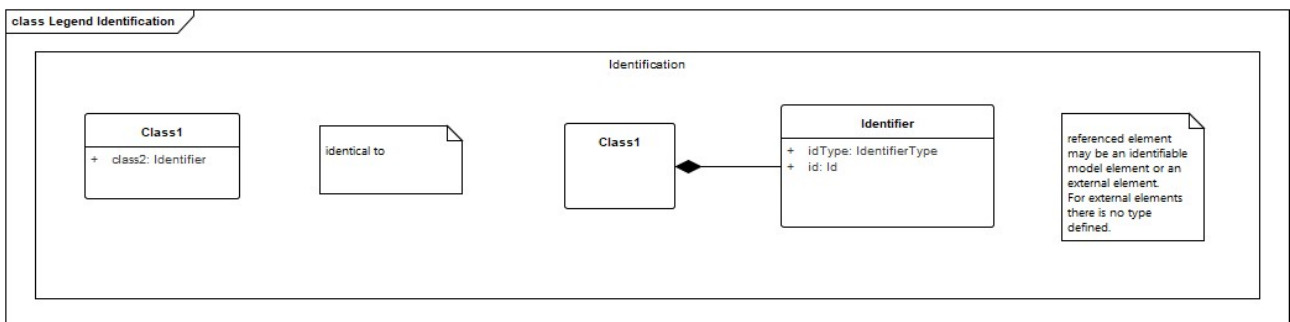 class Legend Identification
Identification
Class1
+ class2: Identifier
identical to
Class1
Identifier
+ idType: IdentifierType
+ id: Id
referenced element
may be an identifiable
model element or an
external element.
For external elements
there is no type
defined.